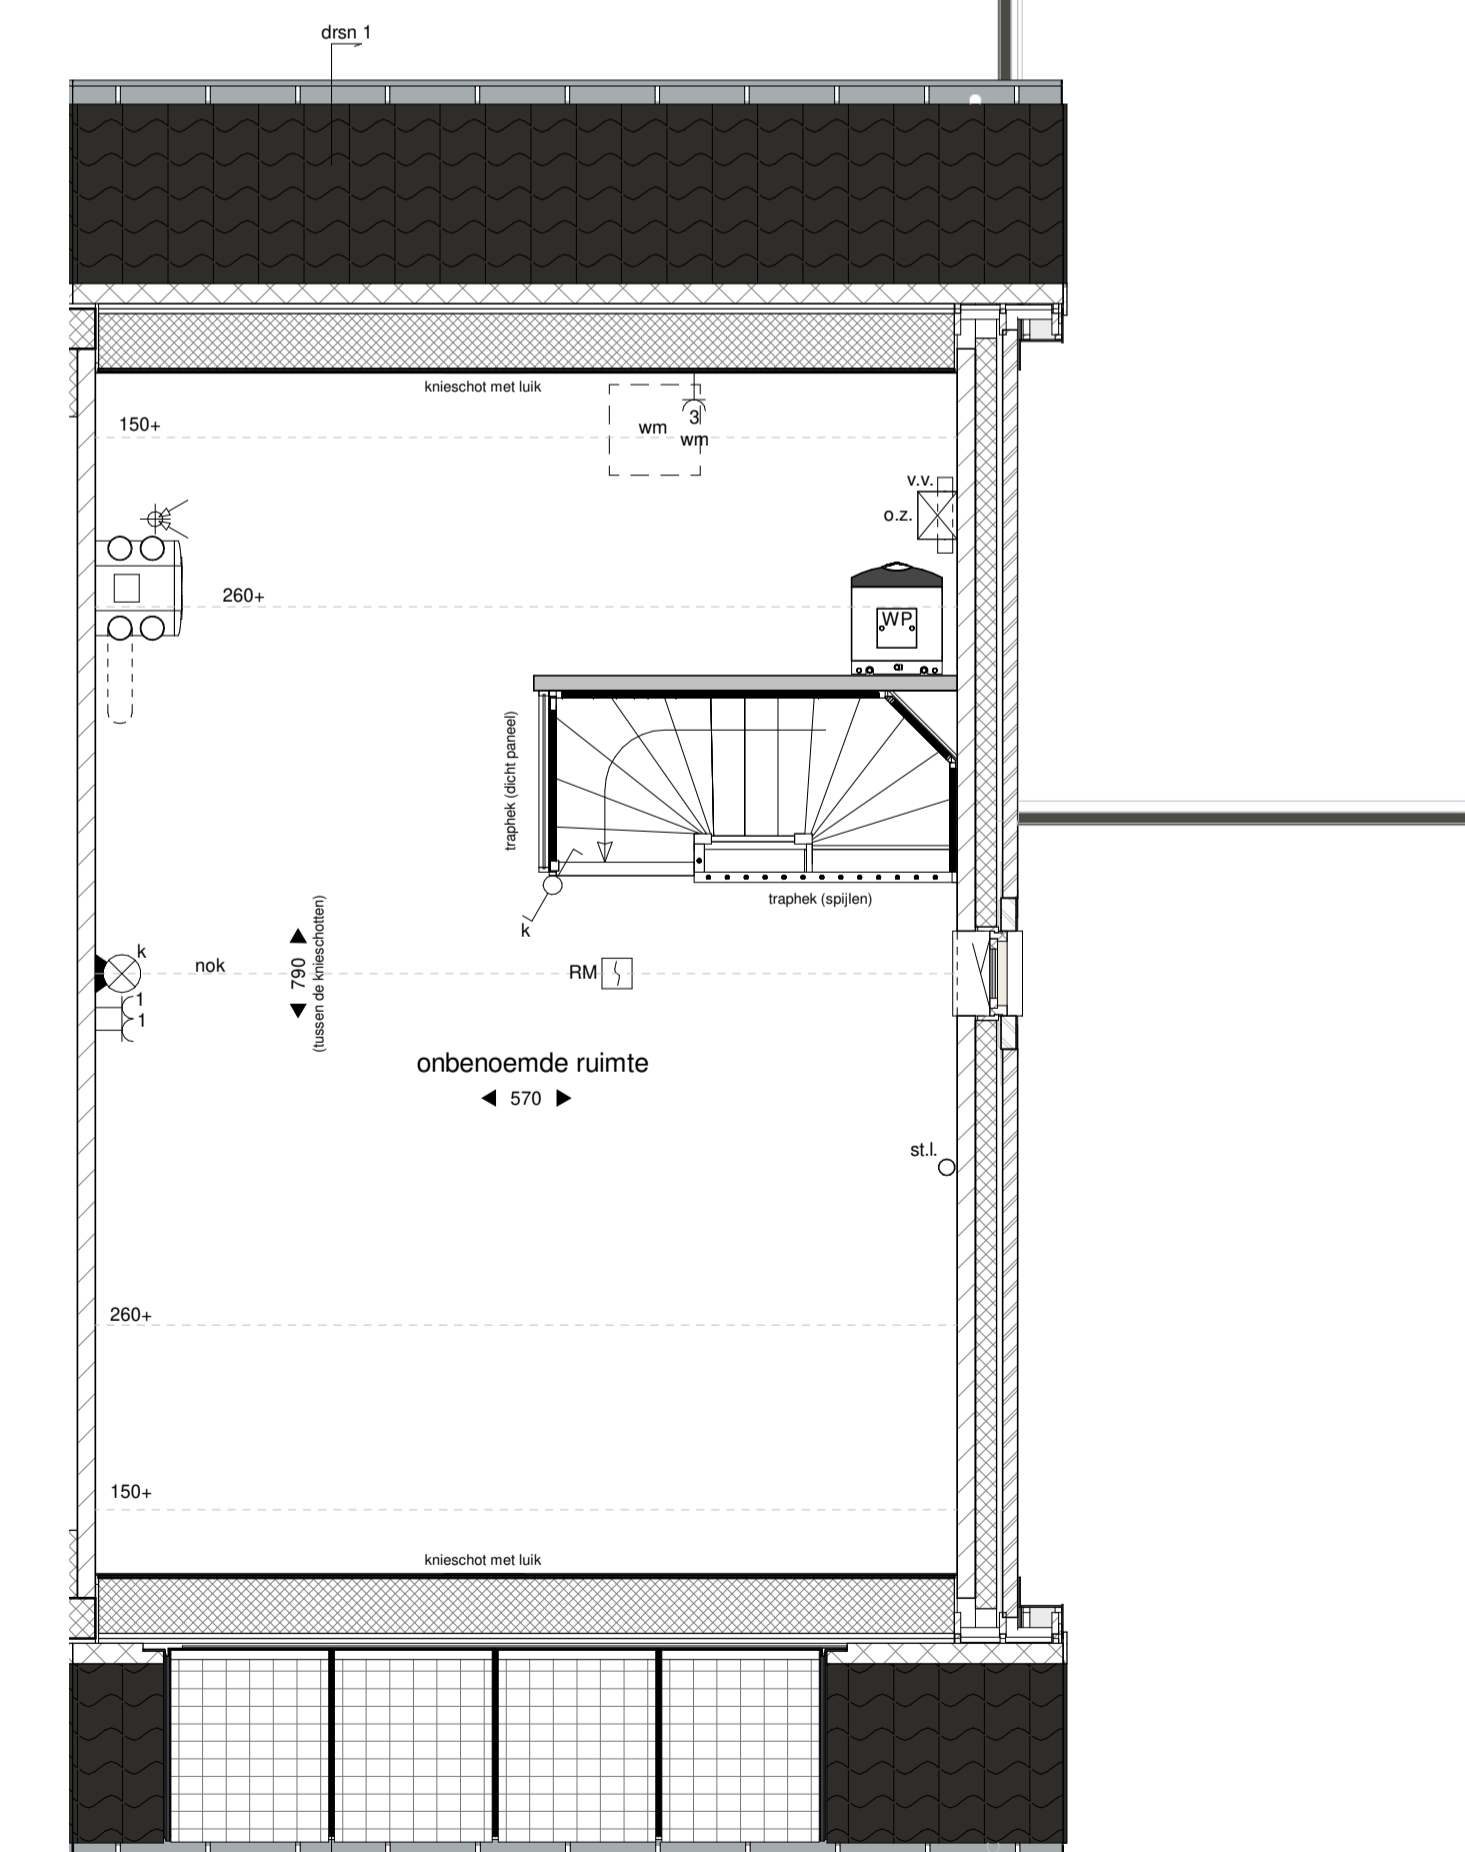 drsn 1
knieschot met luik
150+
wm
3
wm
v.v.
o.z.
260+
WP
traphek (dicht paneel)
traphek (spijlen)
k
k
nok
790
(tussen de knieschotten)
RM
1
1
onbenoemde ruimte
570
st.l.
260+
150+
knieschot met luik